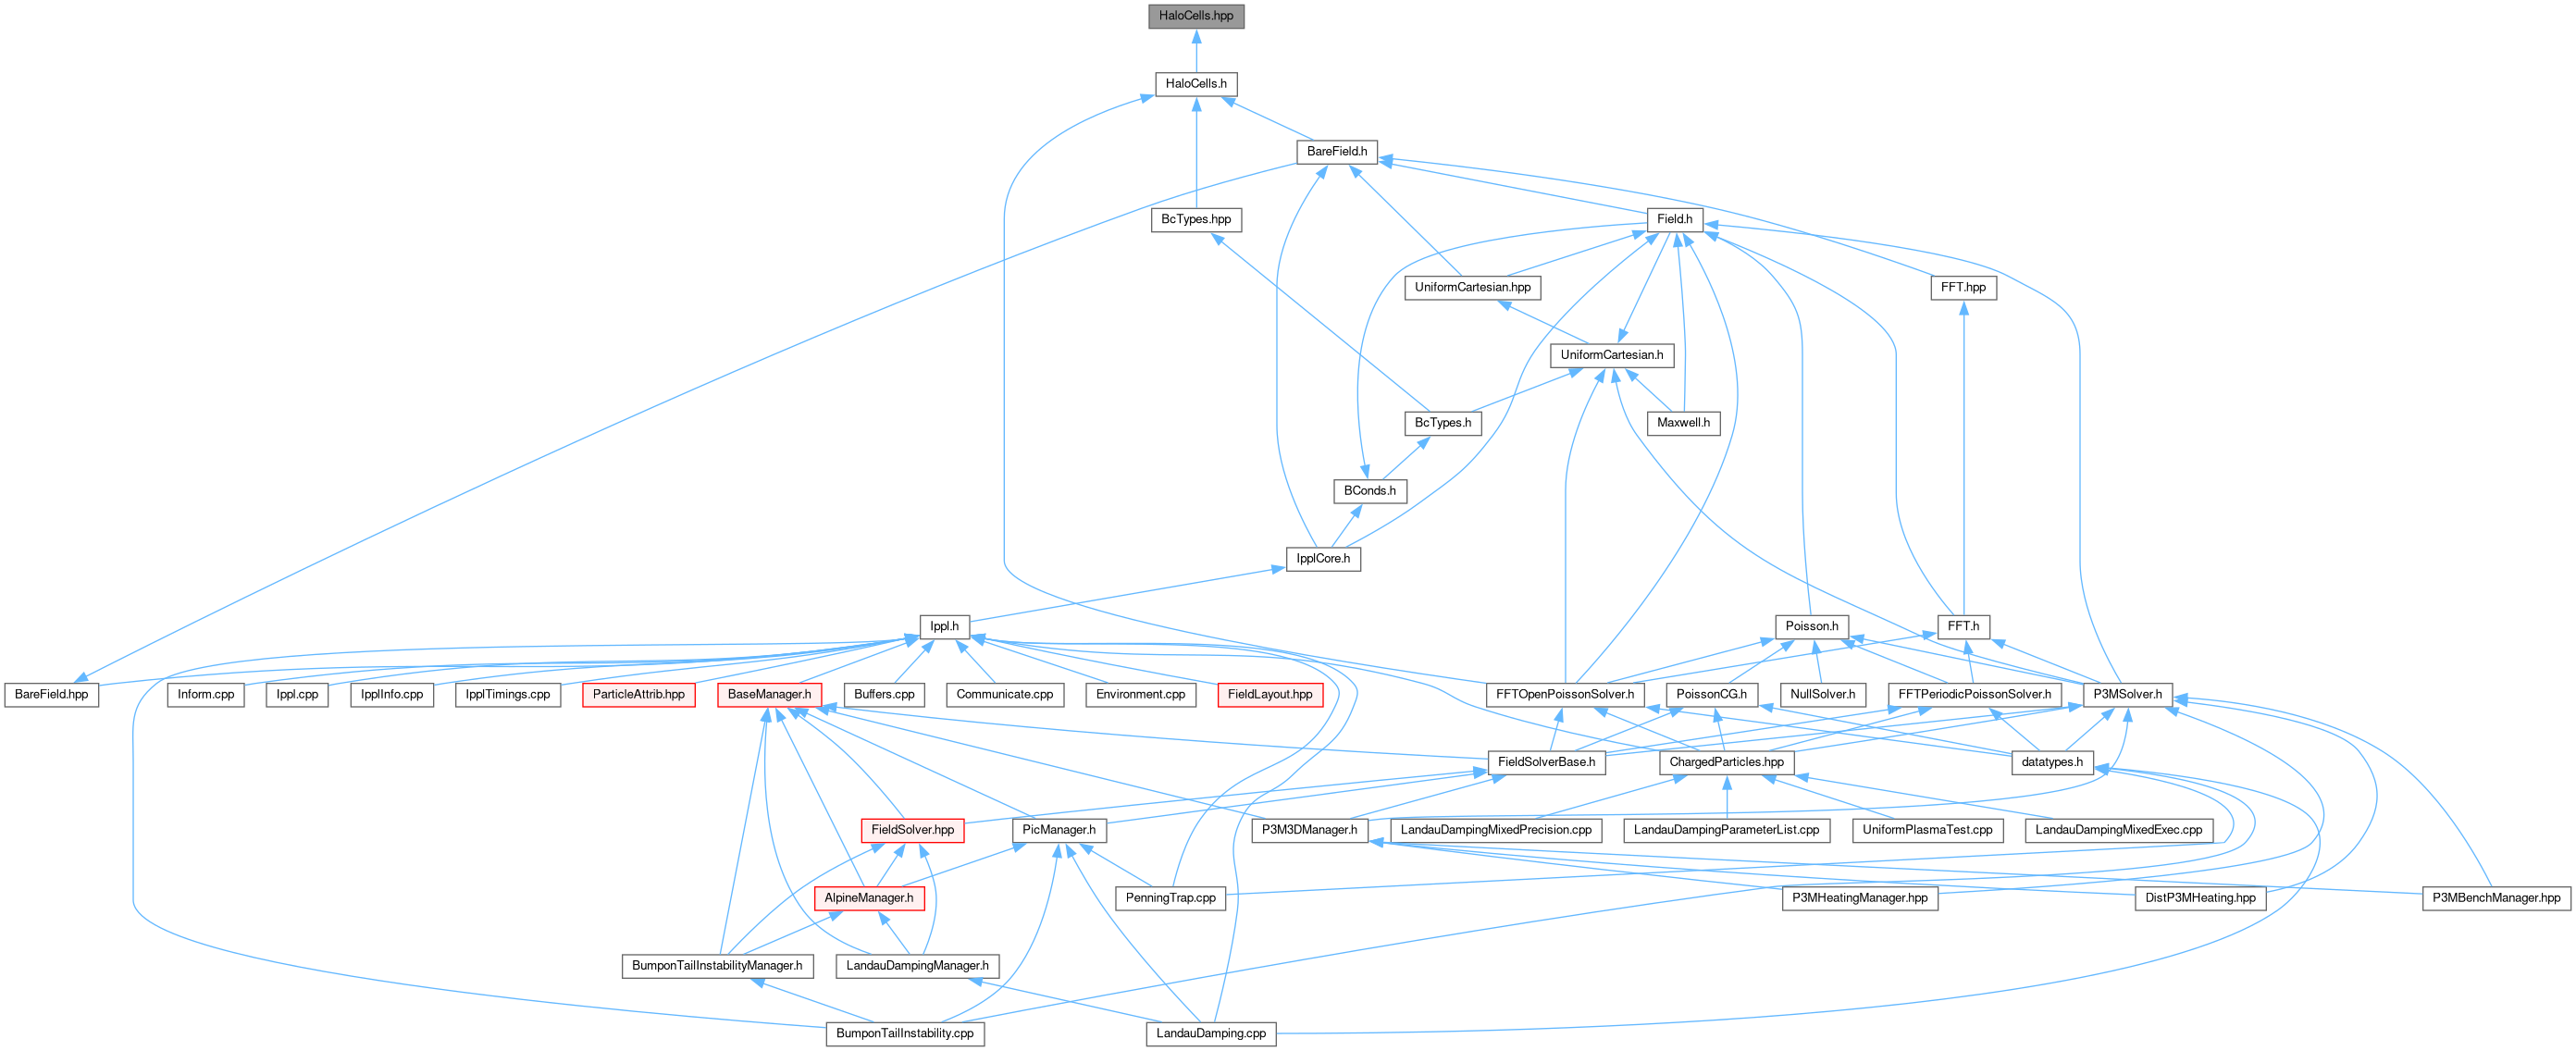 HaloCells.hpp
HaloCells.h
BareField.h
BcTypes.hpp
Field.h
UniformCartesian.hpp
FFT.hpp
UniformCartesian.h
BcTypes.h
Maxwell.h
BConds.h
IpplCore.h
Ippl.h
Poisson.h
FFT.h
BareField.hpp
Inform.cpp
Ippl.cpp
IpplInfo.cpp
IpplTimings.cpp
ParticleAttrib.hpp
BaseManager.h
Buffers.cpp
Communicate.cpp
Environment.cpp
FieldLayout.hpp
FFTOpenPoissonSolver.h
PoissonCG.h
NullSolver.h
FFTPeriodicPoissonSolver.h
P3MSolver.h
FieldSolverBase.h
ChargedParticles.hpp
datatypes.h
FieldSolver.hpp
PicManager.h
P3M3DManager.h
LandauDampingMixedPrecision.cpp
LandauDampingParameterList.cpp
UniformPlasmaTest.cpp
LandauDampingMixedExec.cpp
AlpineManager.h
PenningTrap.cpp
P3MHeatingManager.hpp
DistP3MHeating.hpp
P3MBenchManager.hpp
BumponTailInstabilityManager.h
LandauDampingManager.h
BumponTailInstability.cpp
LandauDamping.cpp